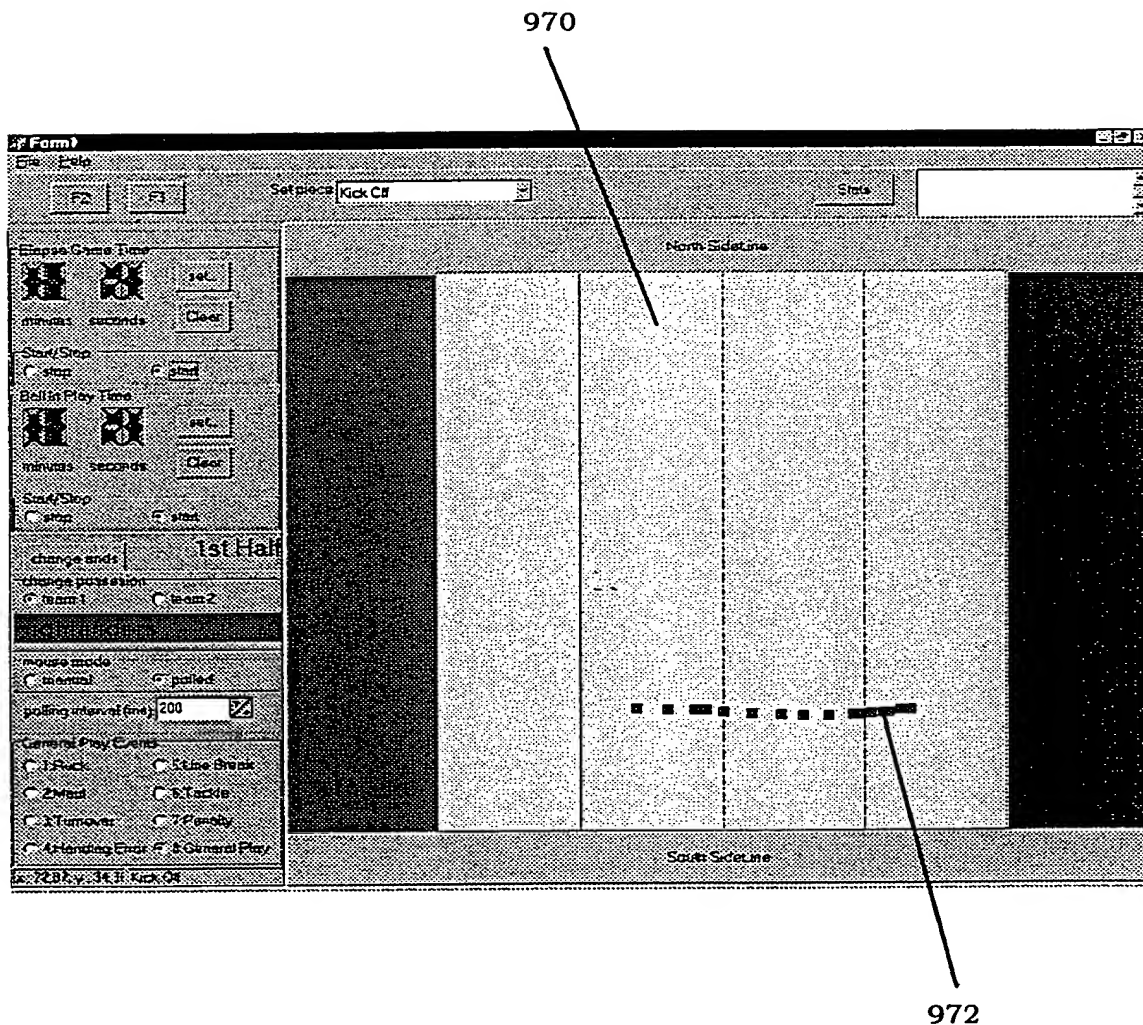 970
Form1
File Help
F2 F3 Set piece Kick Off Stats
Elapse Game Time
set..
minutes seconds Clear
Start/Stop
stop start
Ball in Play Time
set..
minutes seconds Clear
Start/Stop
stop start
change ends 1st Half
change possession
team 1 team 2
mouse mode
manual polled
polling interval (ms) 200
General Play Events
1.Ruck 5.Line Break
2.Maul 6.Tackle
3.Turnover 7.Penalty
4.Handling Error 8.General Play
North SideLine
South SideLine
Kick Off
972